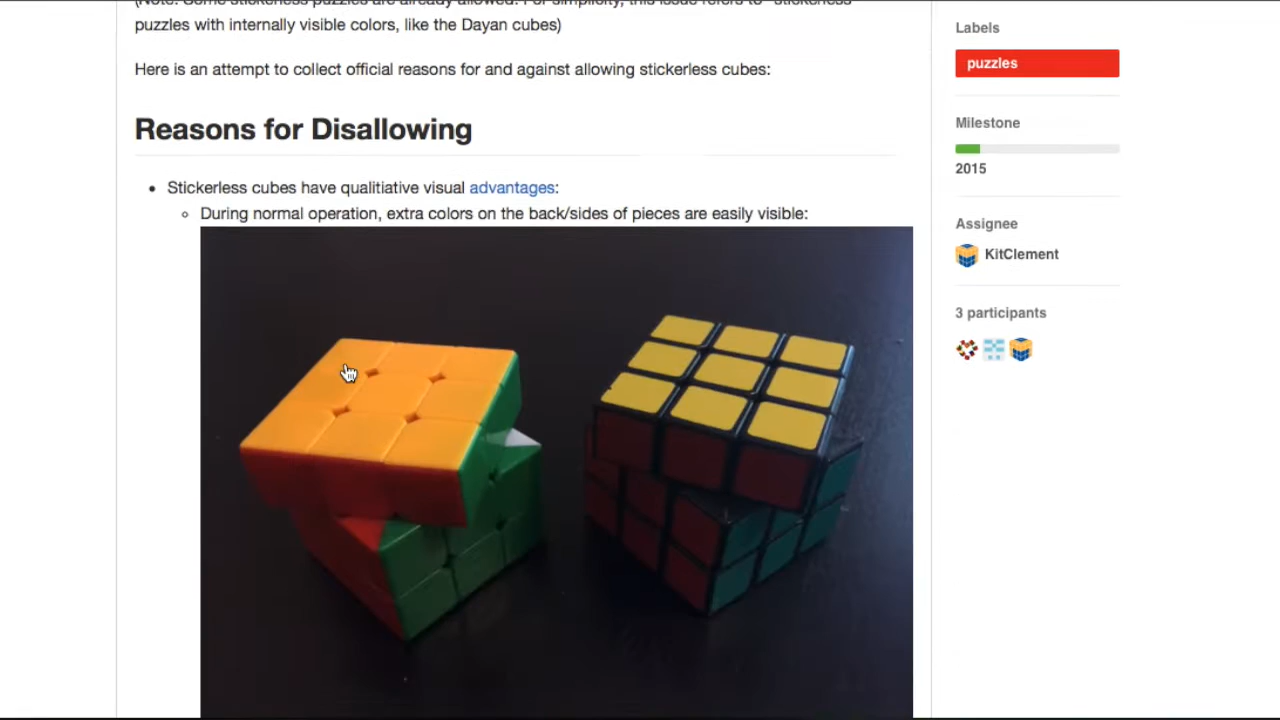 puzzles with internally visible colors, like the Dayan cubes)
Here is an attempt to collect official reasons for and against allowing stickerless cubes:
Reasons for Disallowing
Stickerless cubes have qualitiative visual advantages:
During normal operation, extra colors on the back/sides of pieces are easily visible:
Labels
puzzles
Milestone
2015
Assignee
KitClement
3 participants